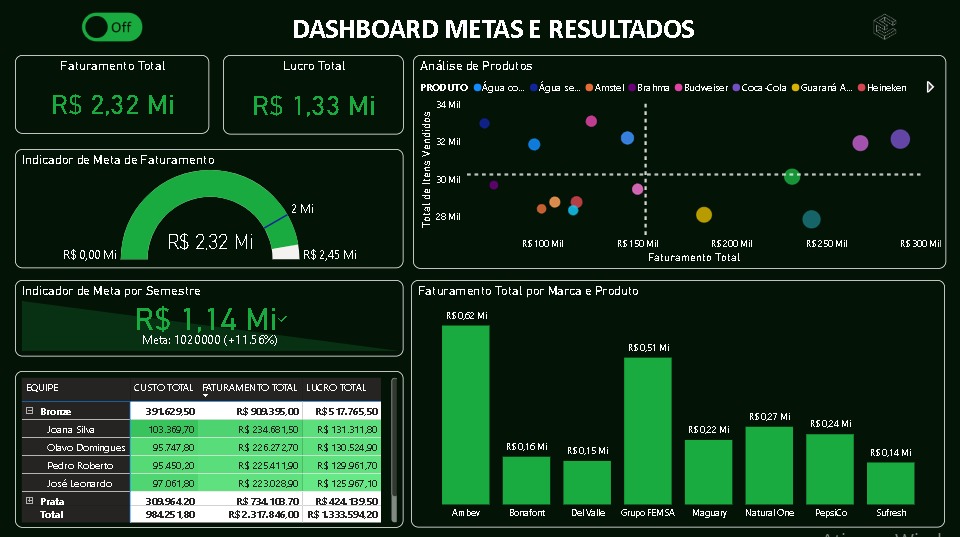 Off
DASHBOARD METAS E RESULTADOS
Faturamento Total
R$ 2,32 Mi
Lucro Total
R$ 1,33 Mi
Indicador de Meta de Faturamento
2 Mi
R$ 2,32 Mi
R$ 0,00 Mi
R$ 2,45 Mi
Indicador de Meta por Semestre
R$ 1,14 Mi✓
Meta: 1020000 (+11.56%)
EQUIPE CUSTO TOTAL FATURAMENTO TOTAL LUCRO TOTAL
Bronze 391.629,50 R$ 909.395,00 R$ 517.765,50
Joana Silva 103.369,70 R$ 234.681,50 R$ 131.311,80
Olavo Domingues 95.747,80 R$ 226.272,70 R$ 130.524,90
Pedro Roberto 95.450,20 R$ 225.411,90 R$ 129.961,70
José Leonardo 97.061,80 R$ 223.028,90 R$ 125.967,10
Prata 309.964,20 R$ 734.103,70 R$ 424.139,50
Total 984.251,80 R$ 2.317.846,00 R$ 1.333.594,20
Análise de Produtos
PRODUTO Água co... Água se... Amstel Brahma Budweiser Coca-Cola Guaraná A... Heineken
Total de Itens Vendidos
34 Mil
32 Mil
30 Mil
28 Mil
R$ 100 Mil R$ 150 Mil R$ 200 Mil R$ 250 Mil R$ 300 Mil
Faturamento Total
Faturamento Total por Marca e Produto
R$ 0,62 Mi
R$ 0,16 Mi
R$ 0,15 Mi
R$ 0,51 Mi
R$ 0,22 Mi
R$ 0,27 Mi
R$ 0,24 Mi
R$ 0,14 Mi
Ambev Bonafont Del Valle Grupo FEMSA Maguary Natural One PepsiCo Sufresh